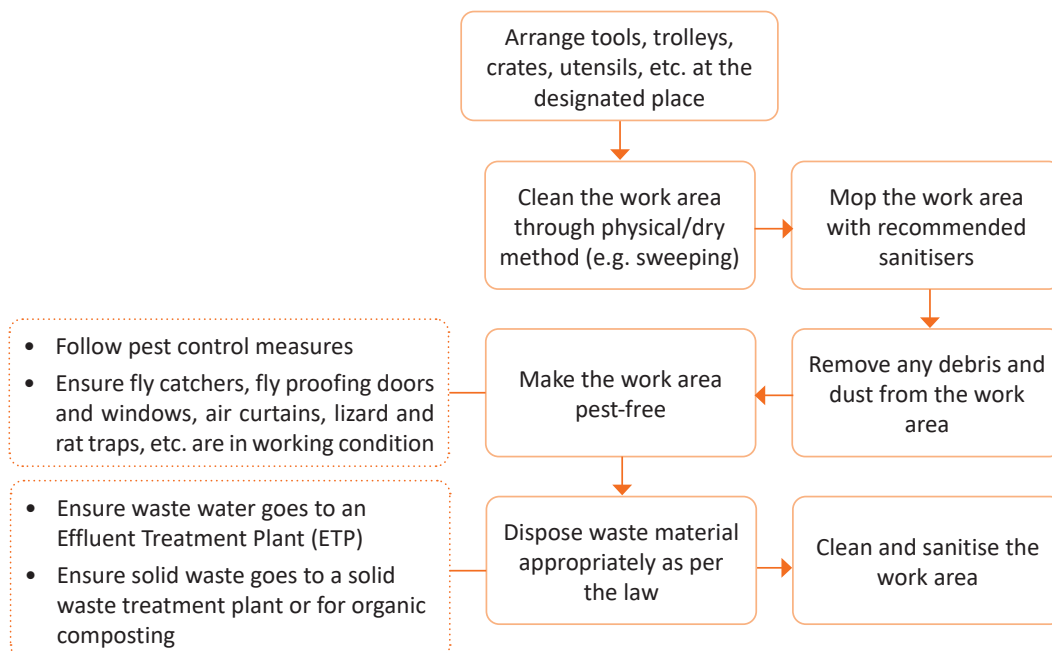 Arrange tools, trolleys,
crates, utensils, etc. at the
designated place
Clean the work area
through physical/dry
method (e.g. sweeping)
Mop the work area
with recommended
sanitisers
Remove any debris and
dust from the work
area
Make the work area
pest-free
• Follow pest control measures
• Ensure fly catchers, fly proofing doors
and windows, air curtains, lizard and
rat traps, etc. are in working condition
Dispose waste material
appropriately as per
the law
• Ensure waste water goes to an
Effluent Treatment Plant (ETP)
• Ensure solid waste goes to a solid
waste treatment plant or for organic
composting
Clean and sanitise the
work area